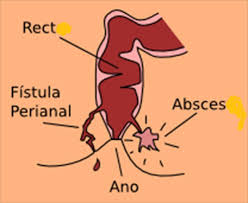 Rect
Fístula
Perianal
Absces
Ano